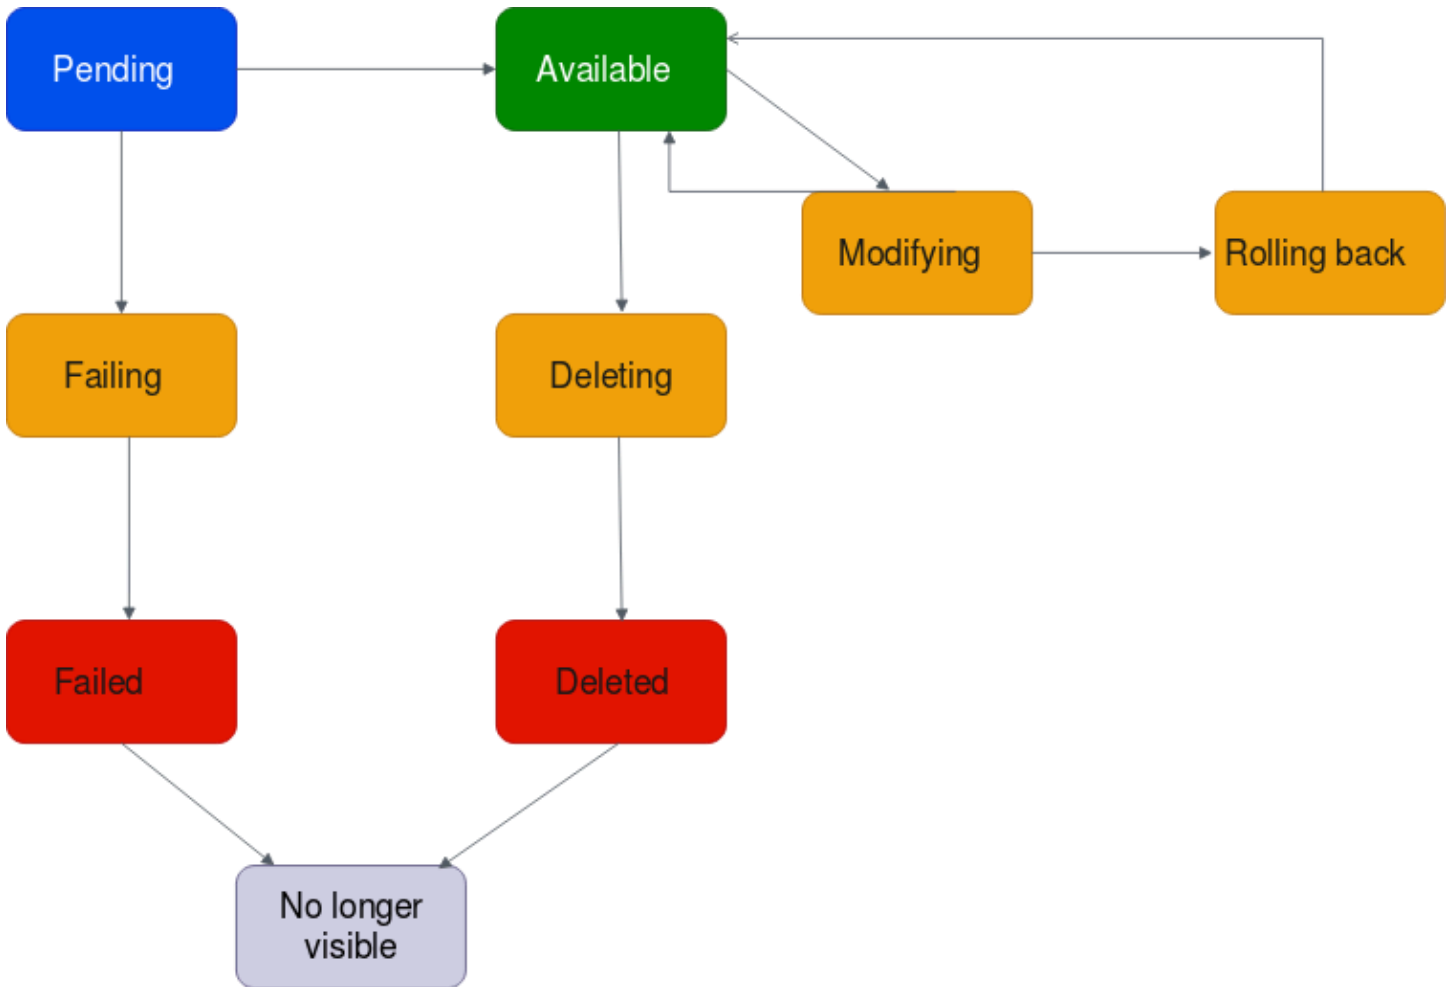 Pending
Available
Modifying
Rolling back
Failing
Deleting
Failed
Deleted
No longer
visible